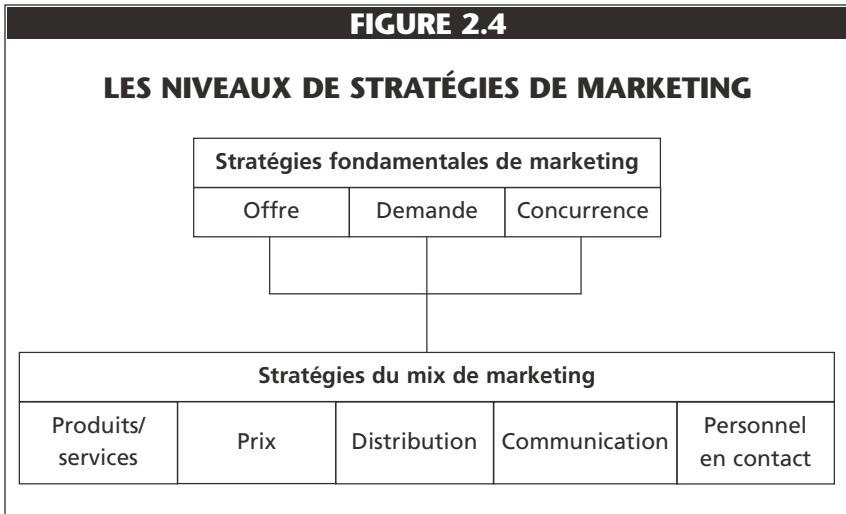 FIGURE 2.4
LES NIVEAUX DE STRATÉGIES DE MARKETING
Stratégies fondamentales de marketing
Offre Demande Concurrence
Stratégies du mix de marketing
Produits/
services
Prix
Distribution
Communication
Personnel
en contact